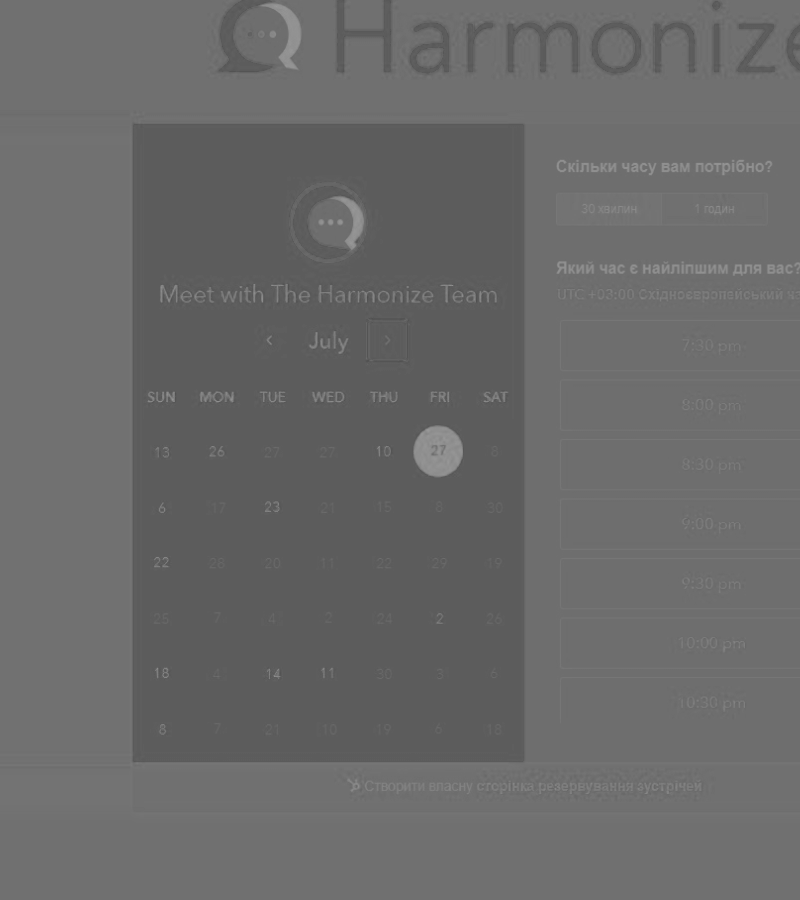 Harmonize
Meet with The Harmonize Team
July
SUN MON TUE WED THU FRI SAT
13 26 27 27 10 27 8
6 17 23 21 15 8 30
22 28 20 11 22 29 19
25 7 4 2 24 2 26
18 4 14 11 30 3 6
8 7 21 10 19 6 18
Скільки часу вам потрібно?
30 хвилин 1 годин
Який час є найліпшим для вас?
UTC +03:00 Східноєвропейський
7:30 pm
8:00 pm
8:30 pm
9:00 pm
9:30 pm
10:00 pm
10:30 pm
Створити власну сторінка резервування зустрічей